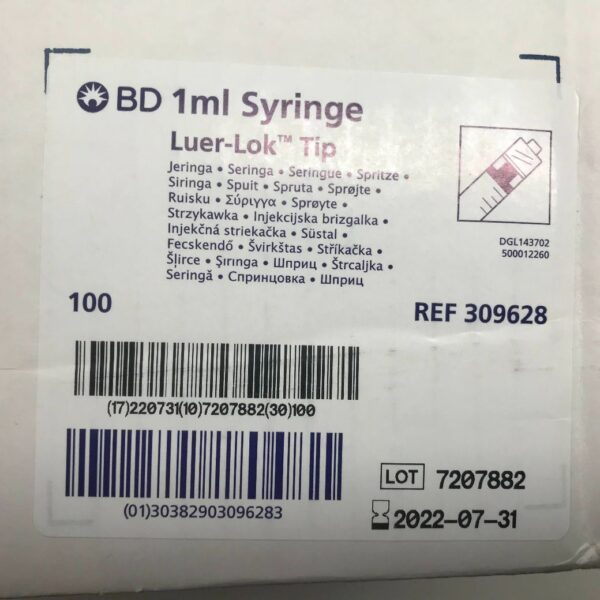 BD 1ml Syringe
Luer-Lok™ Tip
Jeringa • Seringa • Seringue • Spritze •
Siringa • Spuit • Spruta • Sprøjte •
Ruisku • Σύριγγα • Sprøyte •
Strzykawka • Injekcijska brizgalka •
Injekčná striekačka • Süstal •
Fecskendő • Švirkštas • Stříkačka •
Šļirce • Şırınga • Шприц • Štrcaljka •
Seringă • Спринцовка • Шприц
DGL143702
500012260
100
REF 309628
(17)220731(10)7207882(30)100
(01)30382903096283
LOT 7207882
2022-07-31